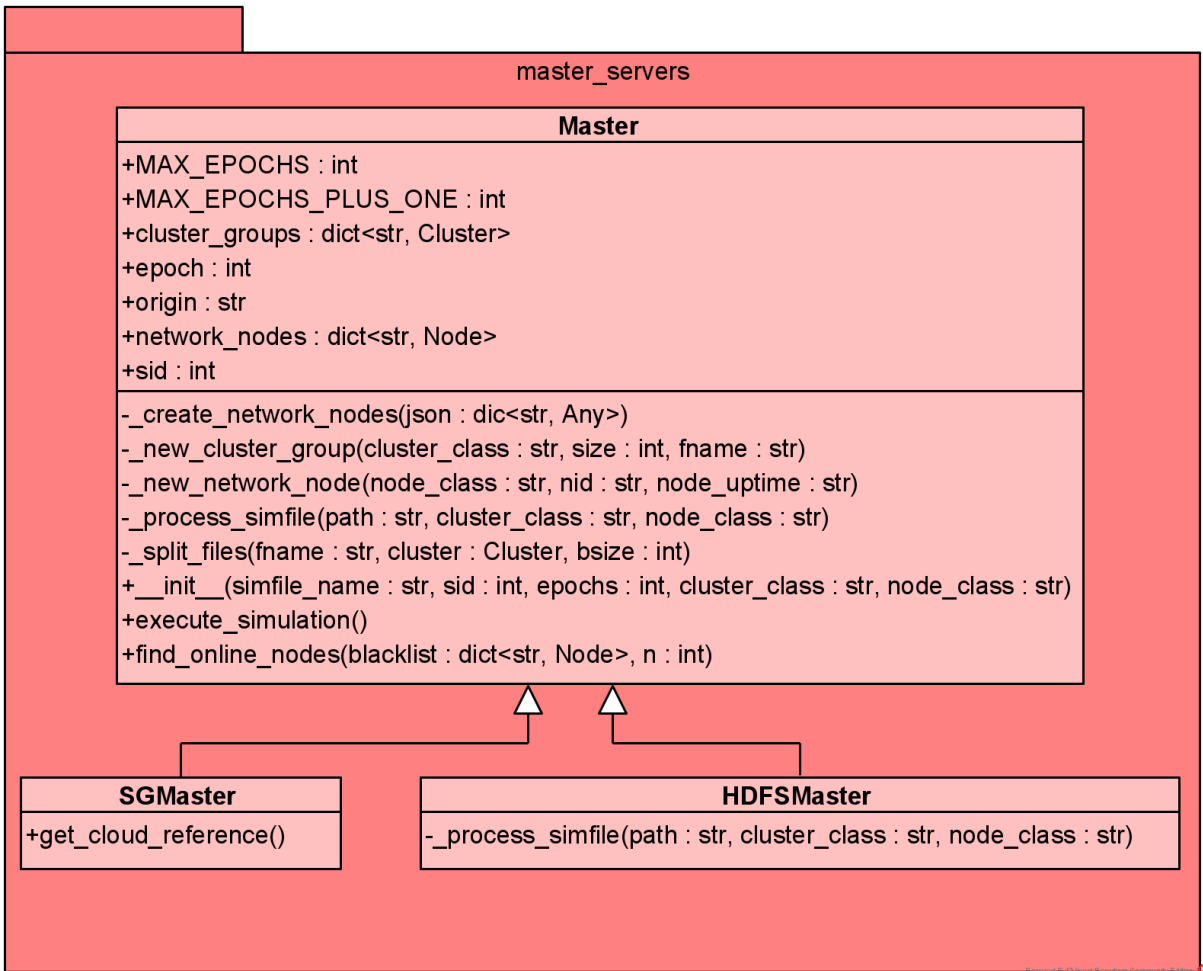 master_servers
Master
+MAX_EPOCHS : int
+MAX_EPOCHS_PLUS_ONE : int
+cluster_groups : dict<str, Cluster>
+epoch : int
+origin : str
+network_nodes : dict<str, Node>
+sid : int
-_create_network_nodes(json : dic<str, Any>)
-_new_cluster_group(cluster_class : str, size : int, fname : str)
-_new_network_node(node_class : str, nid : str, node_uptime : str)
-_process_simfile(path : str, cluster_class : str, node_class : str)
-_split_files(fname : str, cluster : Cluster, bsize : int)
+__init__(simfile_name : str, sid : int, epochs : int, cluster_class : str, node_class : str)
+execute_simulation()
+find_online_nodes(blacklist : dict<str, Node>, n : int)
SGMaster
+get_cloud_reference()
HDFSMaster
-_process_simfile(path : str, cluster_class : str, node_class : str)